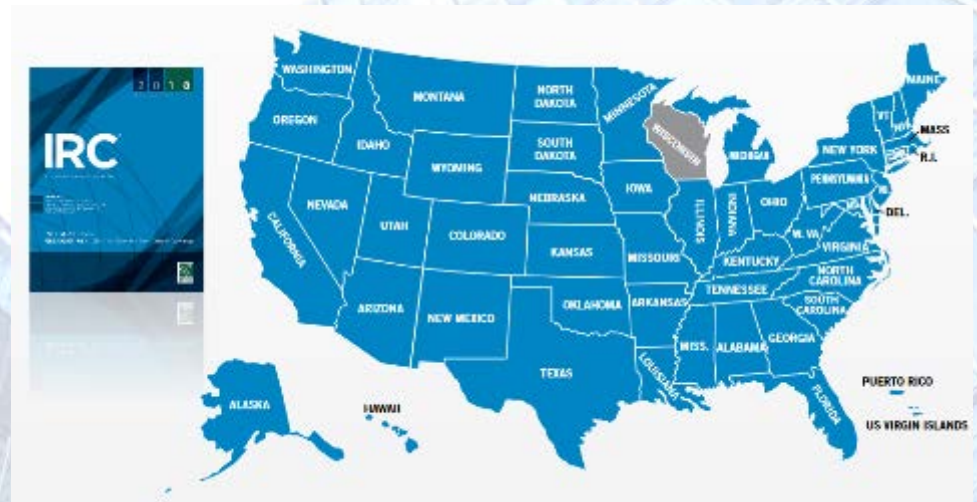 2018
IRC
WASHINGTON
OREGON
CALIFORNIA
NEVADA
IDAHO
MONTANA
WYOMING
UTAH
ARIZONA
COLORADO
NEW MEXICO
NORTH
DAKOTA
SOUTH
DAKOTA
NEBRASKA
KANSAS
OKLAHOMA
TEXAS
MINNESOTA
IOWA
MISSOURI
ARKANSAS
LOUISIANA
WISCONSIN
ILLINOIS
MICHIGAN
INDIANA
OHIO
KENTUCKY
TENNESSEE
MISS.
ALABAMA
GEORGIA
FLORIDA
SOUTH
CAROLINA
NORTH
CAROLINA
VIRGINIA
W. VA
PENNSYLVANIA
NEW YORK
VT
MAINE
MASS
R.I.
DEL.
ALASKA
HAWAII
PUERTO RICO
US VIRGIN ISLANDS